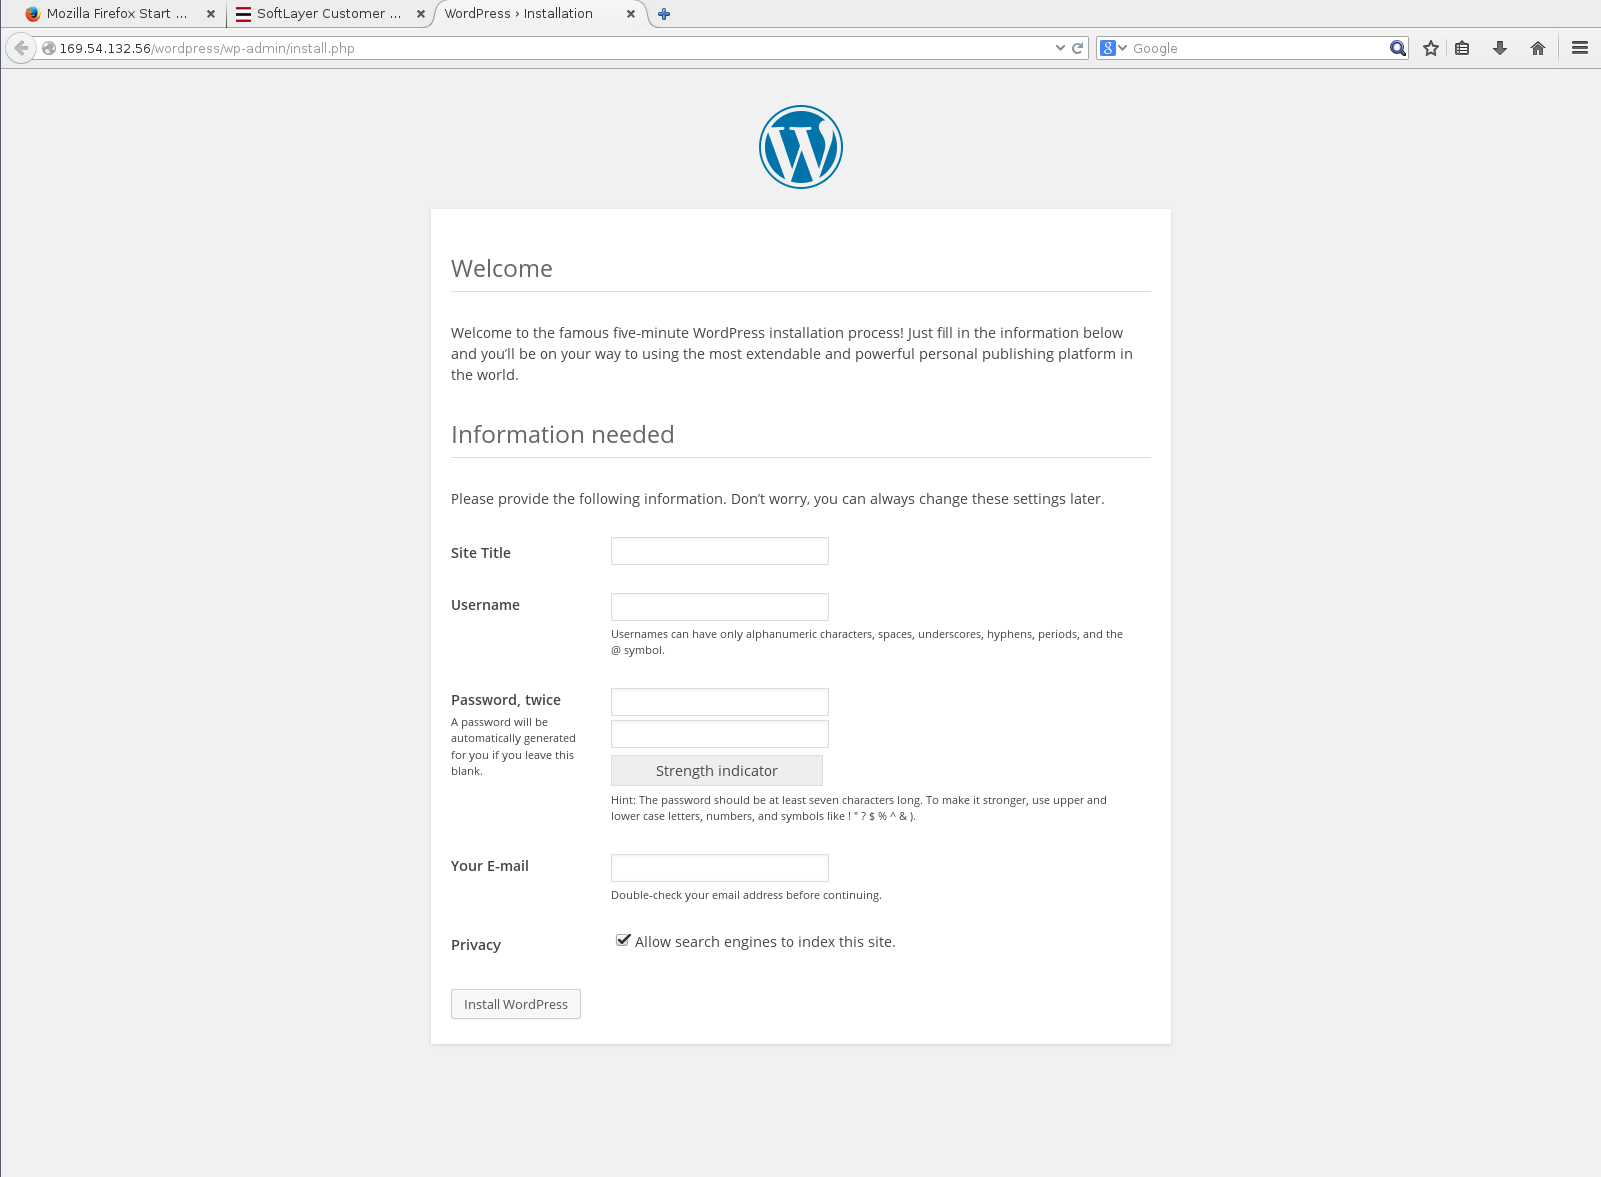 Mozilla Firefox Start ...
SoftLayer Customer ...
WordPress › Installation
169.54.132.56/wordpress/wp-admin/install.php
8
Google
W
Welcome
Welcome to the famous five-minute WordPress installation process! Just fill in the information below
and you’ll be on your way to using the most extendable and powerful personal publishing platform in
the world.
Information needed
Please provide the following information. Don’t worry, you can always change these settings later.
Site Title
Username
Usernames can have only alphanumeric characters, spaces, underscores, hyphens, periods, and the
@ symbol.
Password, twice
A password will be
automatically generated
for you if you leave this
blank.
Strength indicator
Hint: The password should be at least seven characters long. To make it stronger, use upper and
lower case letters, numbers, and symbols like ! " ? $ % ^ & ).
Your E-mail
Double-check your email address before continuing.
Privacy
Allow search engines to index this site.
Install WordPress